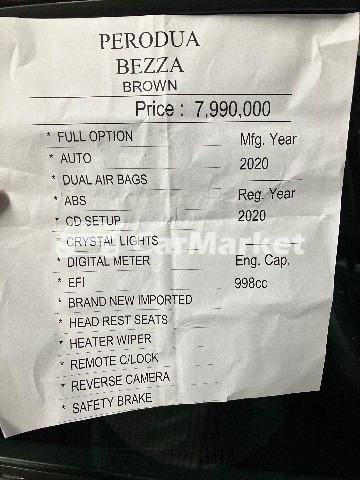 PERODUA
BEZZA
BROWN
Price : 7,990,000
* FULL OPTION
* AUTO
* DUAL AIR BAGS
* ABS
* CD SETUP
* CRYSTAL LIGHTS
* DIGITAL METER
* EFI
* BRAND NEW IMPORTED
* HEAD REST SEATS
* HEATER WIPER
* REMOTE C/LOCK
* REVERSE CAMERA
* SAFETY BRAKE
Mfg. Year
2020
Reg. Year
2020
Eng. Cap.
998cc
CarMarket